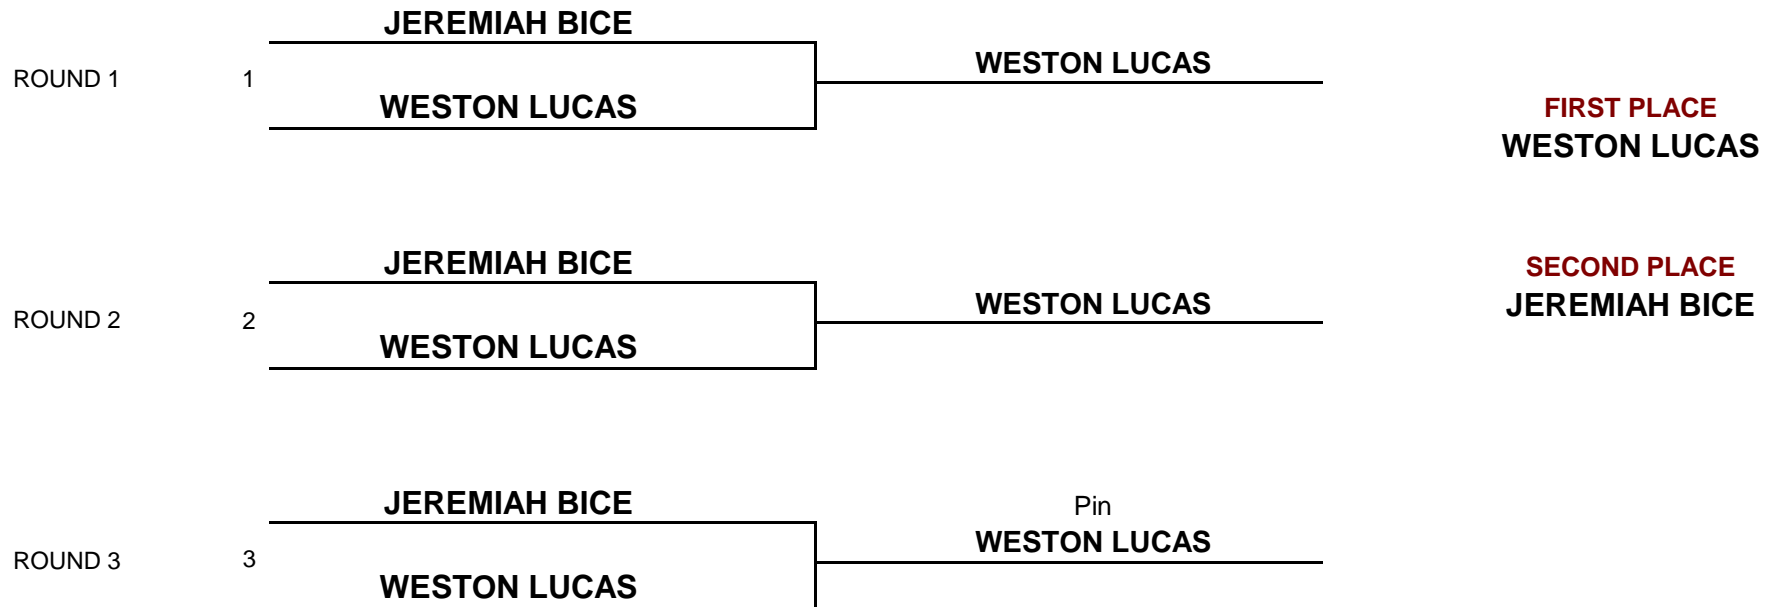 JEREMIAH BICE
WESTON LUCAS
ROUND 1
1
WESTON LUCAS
FIRST PLACE
WESTON LUCAS
JEREMIAH BICE
WESTON LUCAS
ROUND 2
2
WESTON LUCAS
SECOND PLACE
JEREMIAH BICE
JEREMIAH BICE
Pin
WESTON LUCAS
ROUND 3
3
WESTON LUCAS